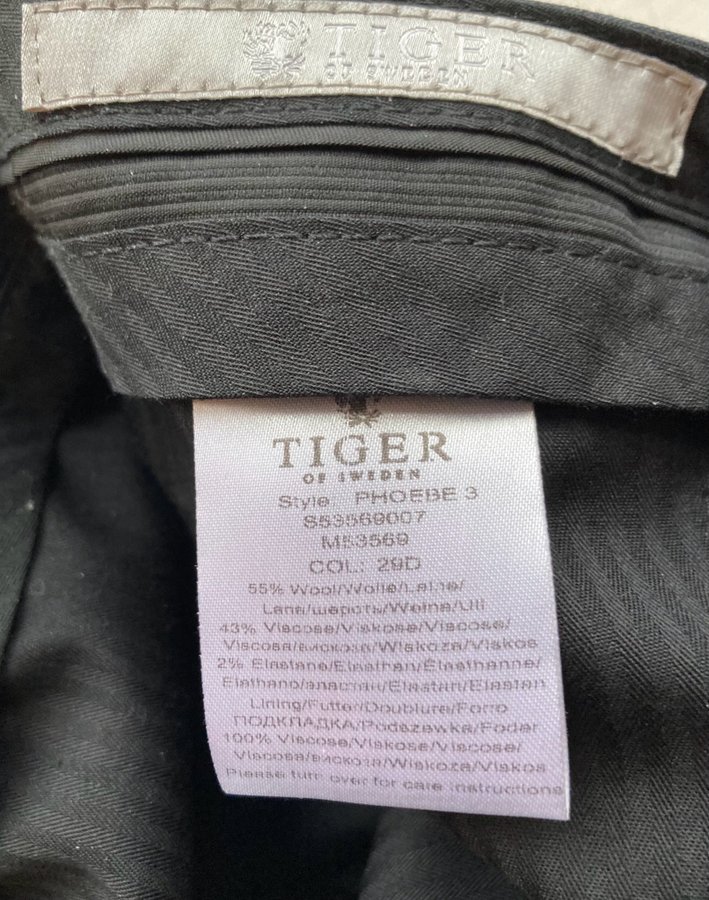 TIGER
OF SWEDEN
TIGER
OF SWEDEN
Style PHOEBE 3
S53569007
M53569
COL: 29D
55% Wool/Wolle/Laine/
Lana/шерсть/Wełna/Ull
43% Viscose/Viskose/Viscose/
Viscosa/вискоза/Wiskoza/Viskos
2% Elastane/Elasthan/Élasthanne/
Elasthano/эластан/Elastan/Elastan
Lining/Futter/Doublure/Forro
ПОДКЛАДКА/Podszewka/Foder
100% Viscose/Viskose/Viscose/
Viscosa/вискоза/Wiskoza/Viskos
Please turn over for care instructions